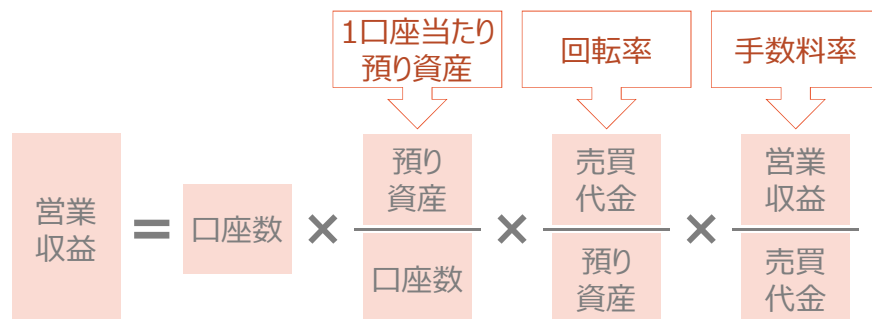 1口座当たり
預り資産
回転率
手数料率
営業
収益
=
口座数
×
預り
資産
口座数
×
売買
代金
預り
資産
×
営業
収益
売買
代金